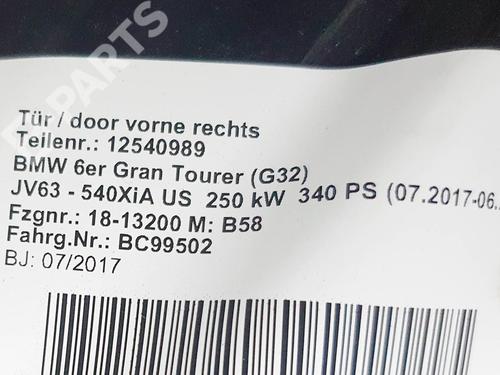 Tür / door vorne rechts
Teilenr.: 12540989
BMW 6er Gran Tourer (G32)
JV63 - 540XiA US 250 kW 340 PS (07.2017-06.
Fzgnr.: 18-13200 M: B58
Fahrg.Nr.: BC99502
BJ: 07/2017